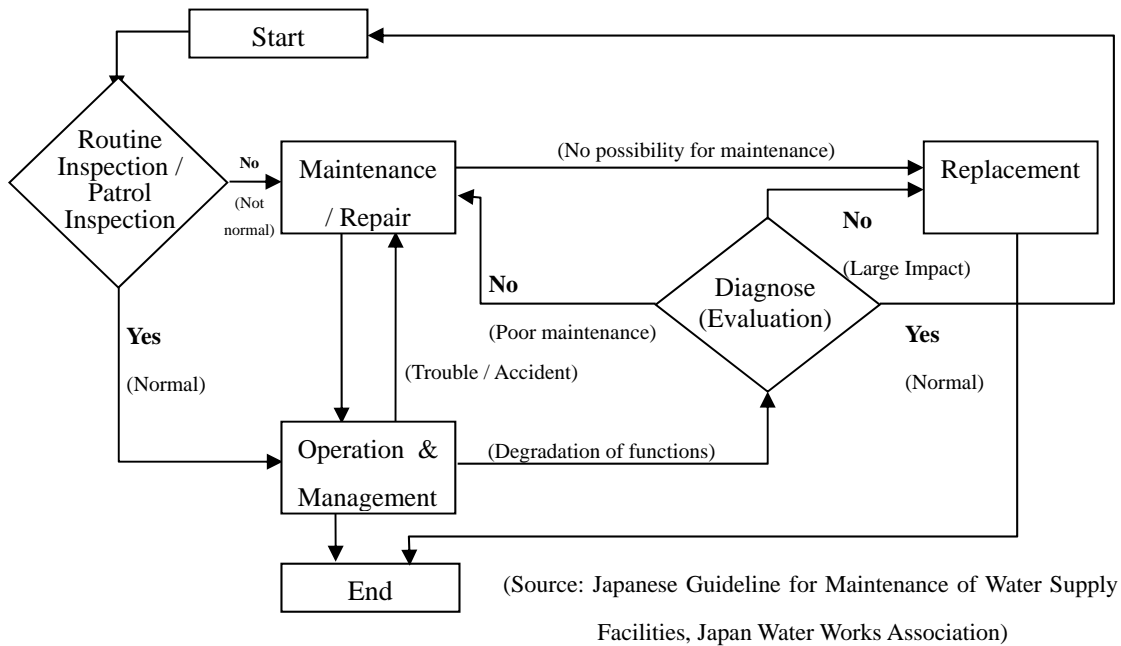 Start
Routine
Inspection /
Patrol
Inspection
No
(Not
normal)
Maintenance
/ Repair
(No possibility for maintenance)
Replacement
No
(Large Impact)
Diagnose
(Evaluation)
No
(Poor maintenance)
Yes
(Normal)
Yes
(Normal)
(Trouble / Accident)
Operation &
Management
(Degradation of functions)
End
(Source: Japanese Guideline for Maintenance of Water Supply
Facilities, Japan Water Works Association)